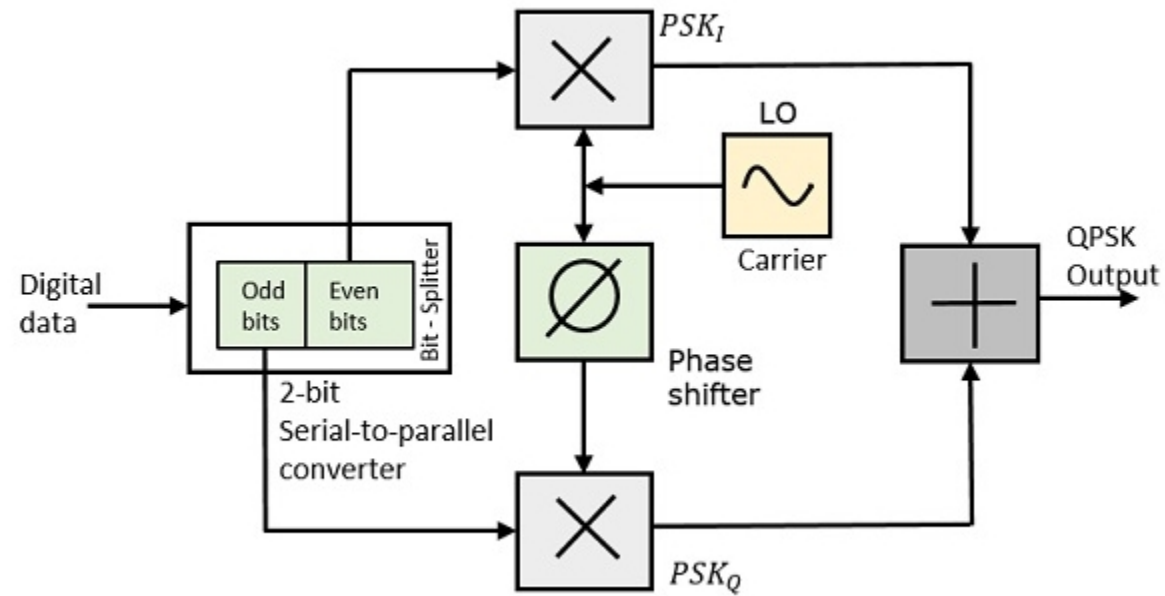 PSK_I
LO
Carrier
Digital
data
Odd
bits
Even
bits
Bit - Splitter
2-bit
Serial-to-parallel
converter
Phase
shifter
QPSK
Output
PSK_Q